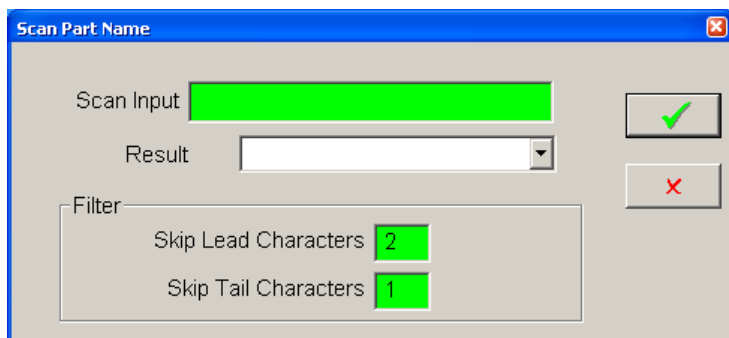 Scan Part Name
Scan Input
Result
Filter
Skip Lead Characters 2
Skip Tail Characters 1